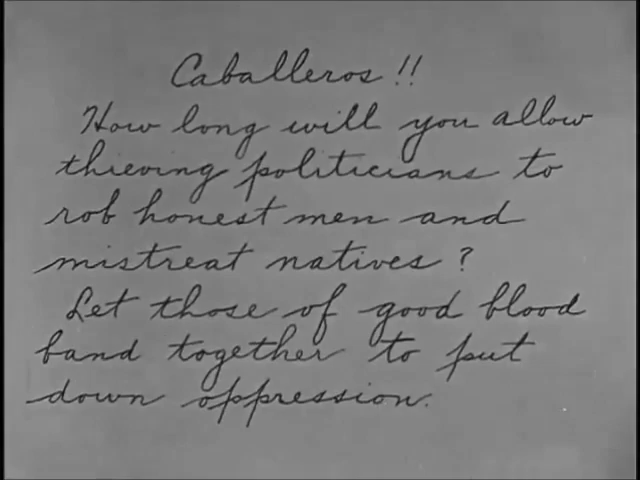 Caballeros!!
How long will you allow
thieving politicians to
rob honest men and
mistreat natives?
Let those of good blood
band together to put
down oppression.